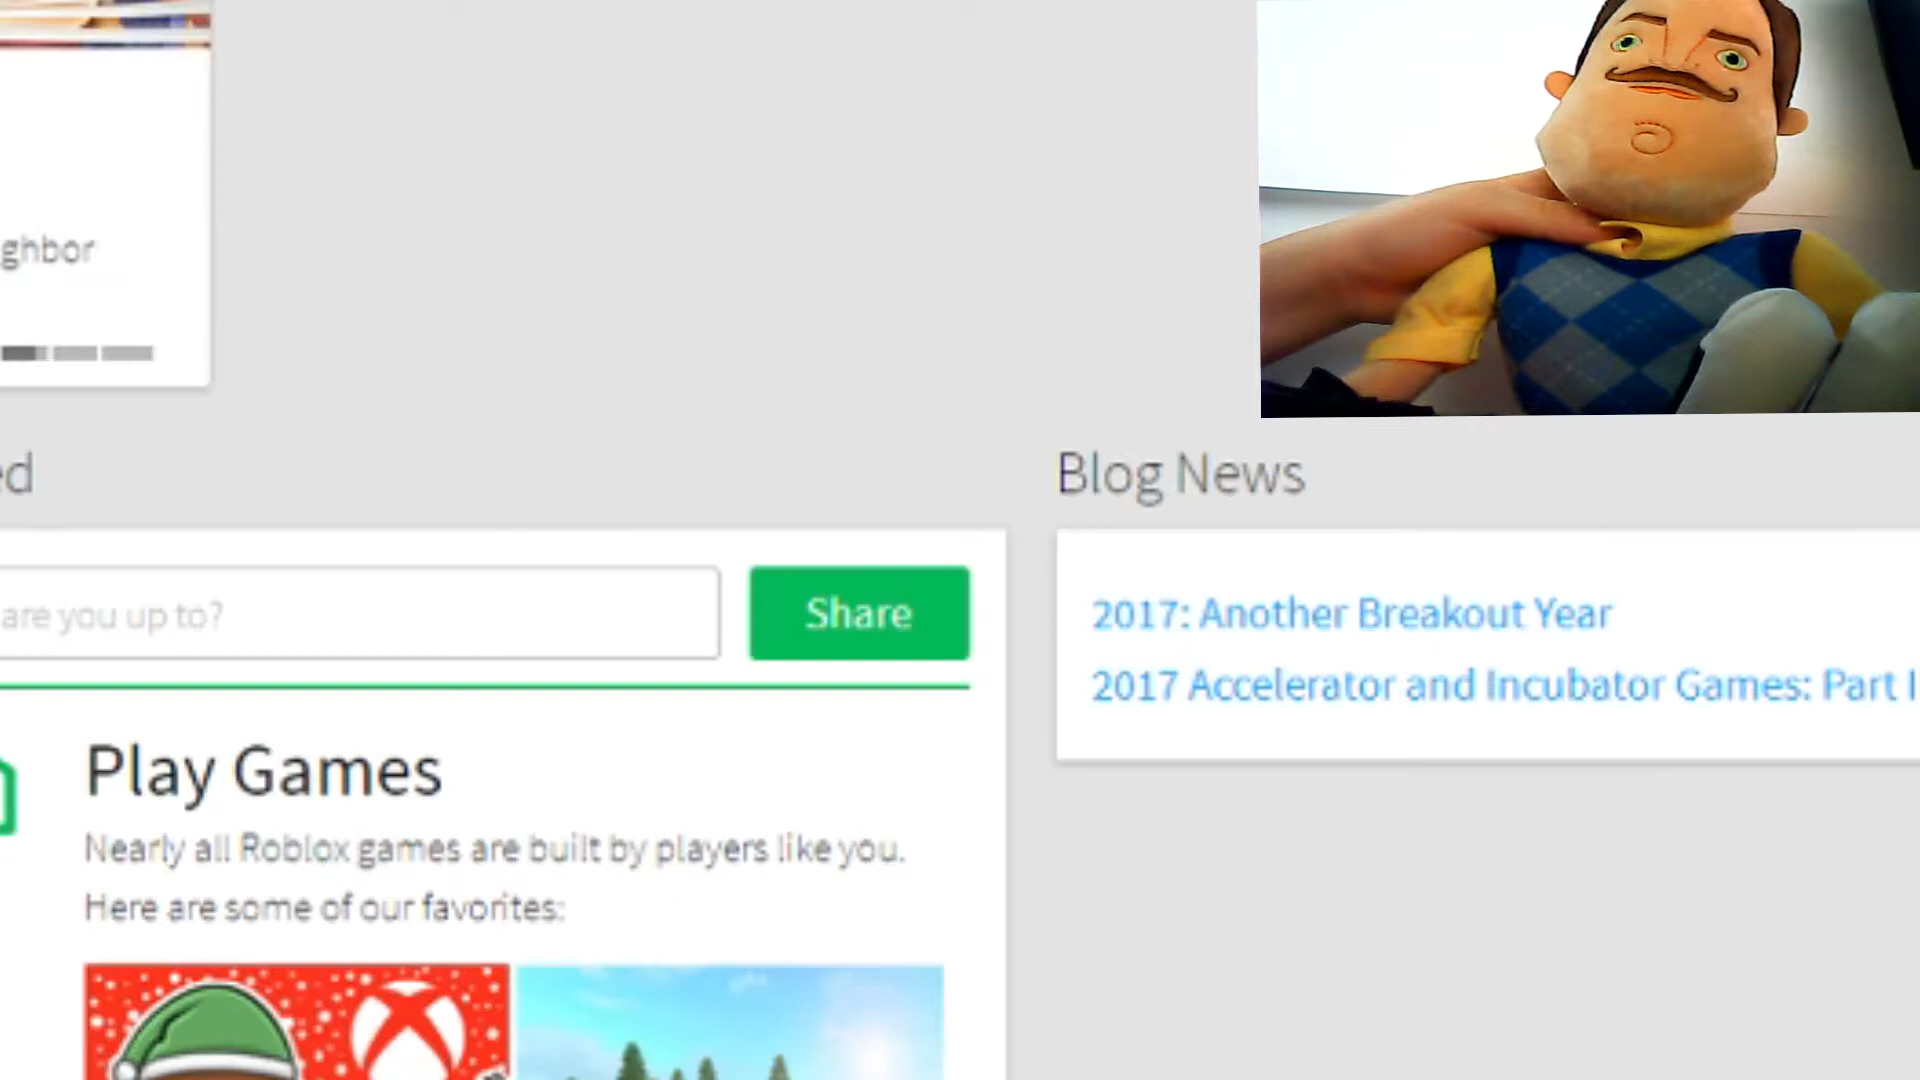 ghbor
ed
Blog News
are you up to?
Share
2017: Another Breakout Year
2017 Accelerator and Incubator Games: Part I
Play Games
Nearly all Roblox games are built by players like you.
Here are some of our favorites: